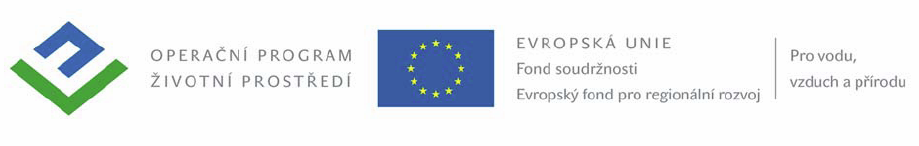 OPERAČNÍ PROGRAM
ŽIVOTNÍ PROSTŘEDÍ
EVROPSKÁ UNIE
Fond soudržnosti
Evropský fond pro regionální rozvoj
Pro vodu,
vzduch a přírodu